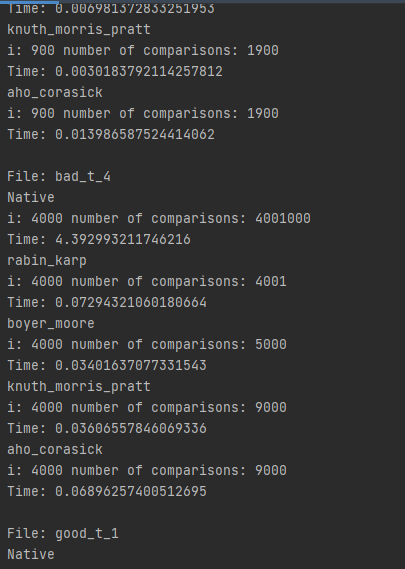 Time: 0.006981372833251953
knuth_morris_pratt
i: 900 number of comparisons: 1900
Time: 0.0030183792114257812
aho_corasick
i: 900 number of comparisons: 1900
Time: 0.013986587524414062
File: bad_t_4
Native
i: 4000 number of comparisons: 4001000
Time: 4.392993211746216
rabin_karp
i: 4000 number of comparisons: 4001
Time: 0.07294321060180664
boyer_moore
i: 4000 number of comparisons: 5000
Time: 0.03401637077331543
knuth_morris_pratt
i: 4000 number of comparisons: 9000
Time: 0.03606557846069336
aho_corasick
i: 4000 number of comparisons: 9000
Time: 0.06896257400512695
File: good_t_1
Native